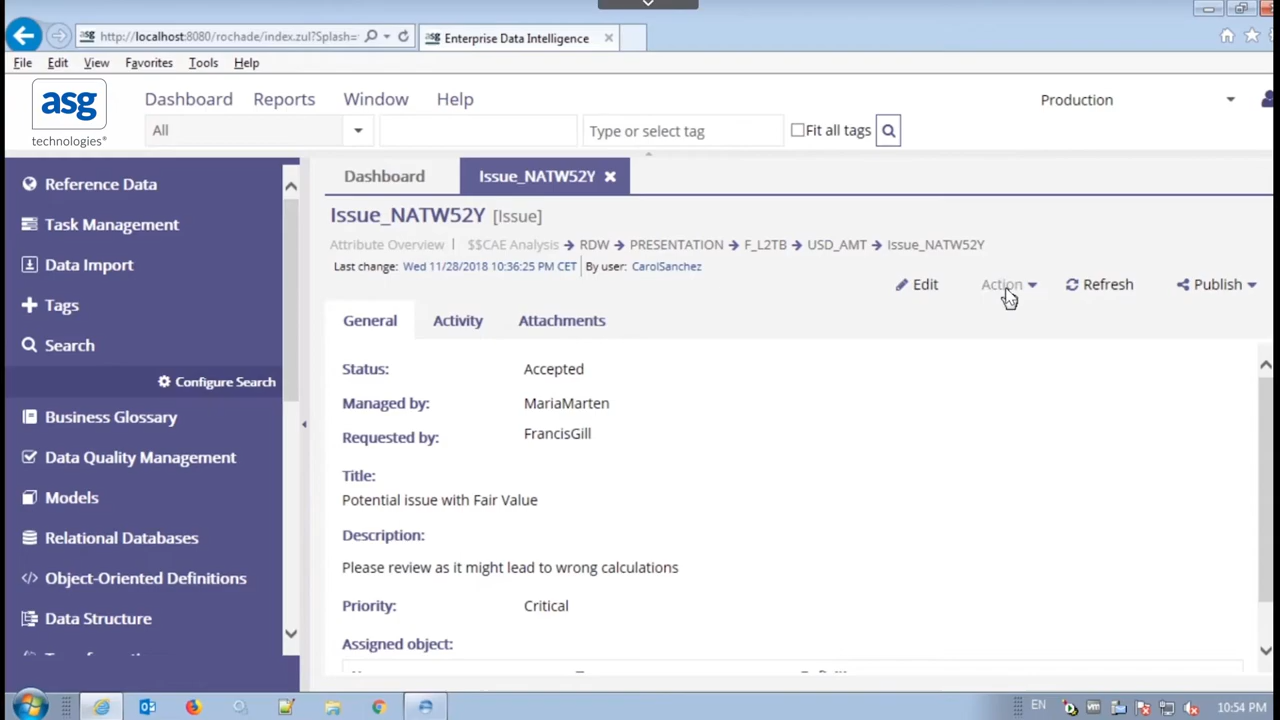 http://localhost:8080/rochade/index.zul?Splash=
Enterprise Data Intelligence
File Edit View Favorites Tools Help
asg
technologies
Dashboard Reports Window Help
Production
All
Type or select tag
Fit all tags
Reference Data
Task Management
Data Import
Tags
Search
Configure Search
Business Glossary
Data Quality Management
Models
Relational Databases
Object-Oriented Definitions
Data Structure
Dashboard
Issue_NATW52Y
Issue_NATW52Y [Issue]
Attribute Overview | $$CAE Analysis → RDW → PRESENTATION → F_L2TB → USD_AMT → Issue_NATW52Y
Last change: Wed 11/28/2018 10:36:25 PM CET By user: CarolSanchez
Edit Action Refresh Publish
General Activity Attachments
Status: Accepted
Managed by: MariaMarten
Requested by: FrancisGill
Title:
Potential issue with Fair Value
Description:
Please review as it might lead to wrong calculations
Priority: Critical
Assigned object:
EN
10:54 PM